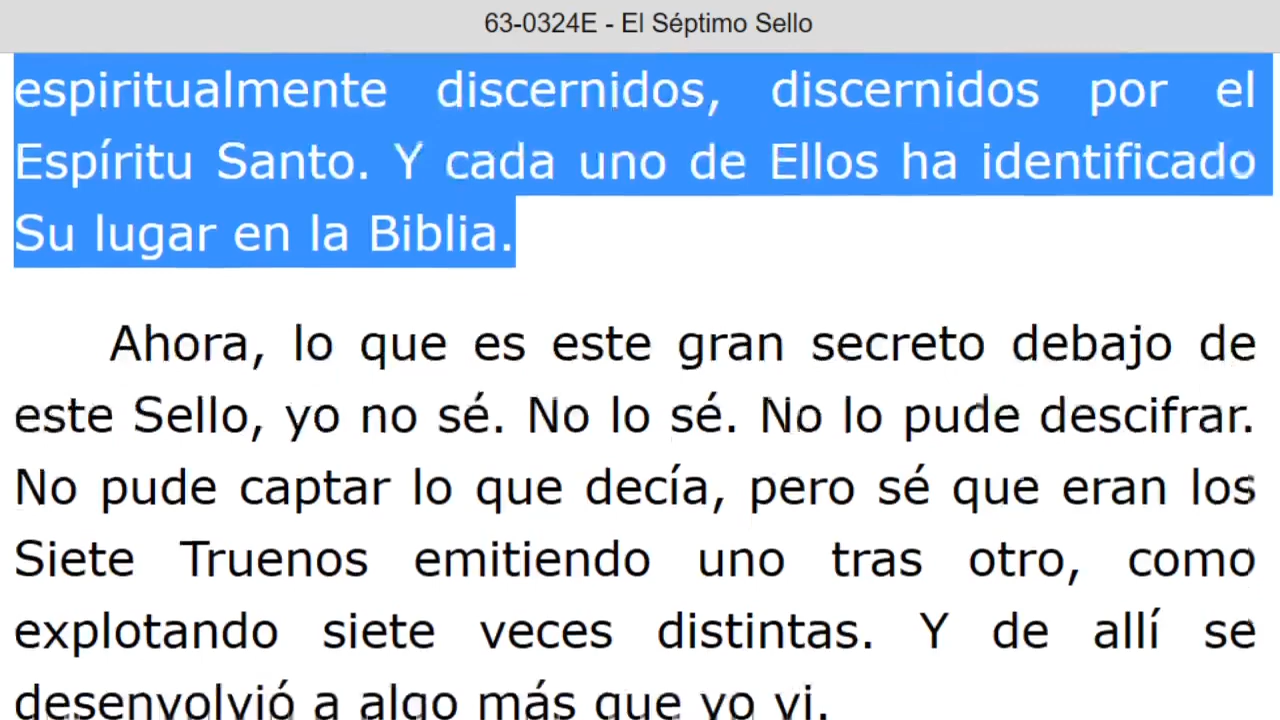 63-0324E - El Séptimo Sello
espiritualmente discernidos, discernidos por el
Espíritu Santo. Y cada uno de Ellos ha identificado
Su lugar en la Biblia.
Ahora, lo que es este gran secreto debajo de
este Sello, yo no sé. No lo sé. No lo pude descifrar.
No pude captar lo que decía, pero sé que eran los
Siete Truenos emitiendo uno tras otro, como
explotando siete veces distintas. Y de allí se
desenvolvió a algo más que yo vi.